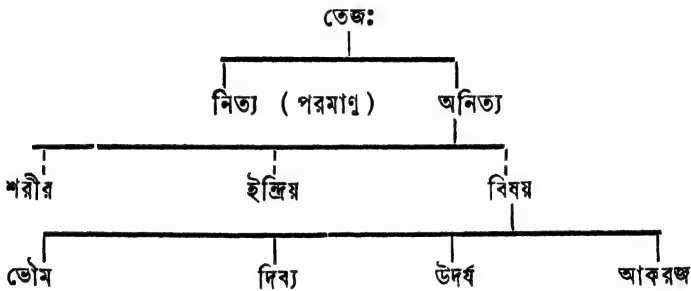 তেজঃ
নিত্য ( পরমাণু ) অনিত্য
শরীর ইন্দ্রিয় বিষয়
ভৌম দিব্য উদর্য আকরজ